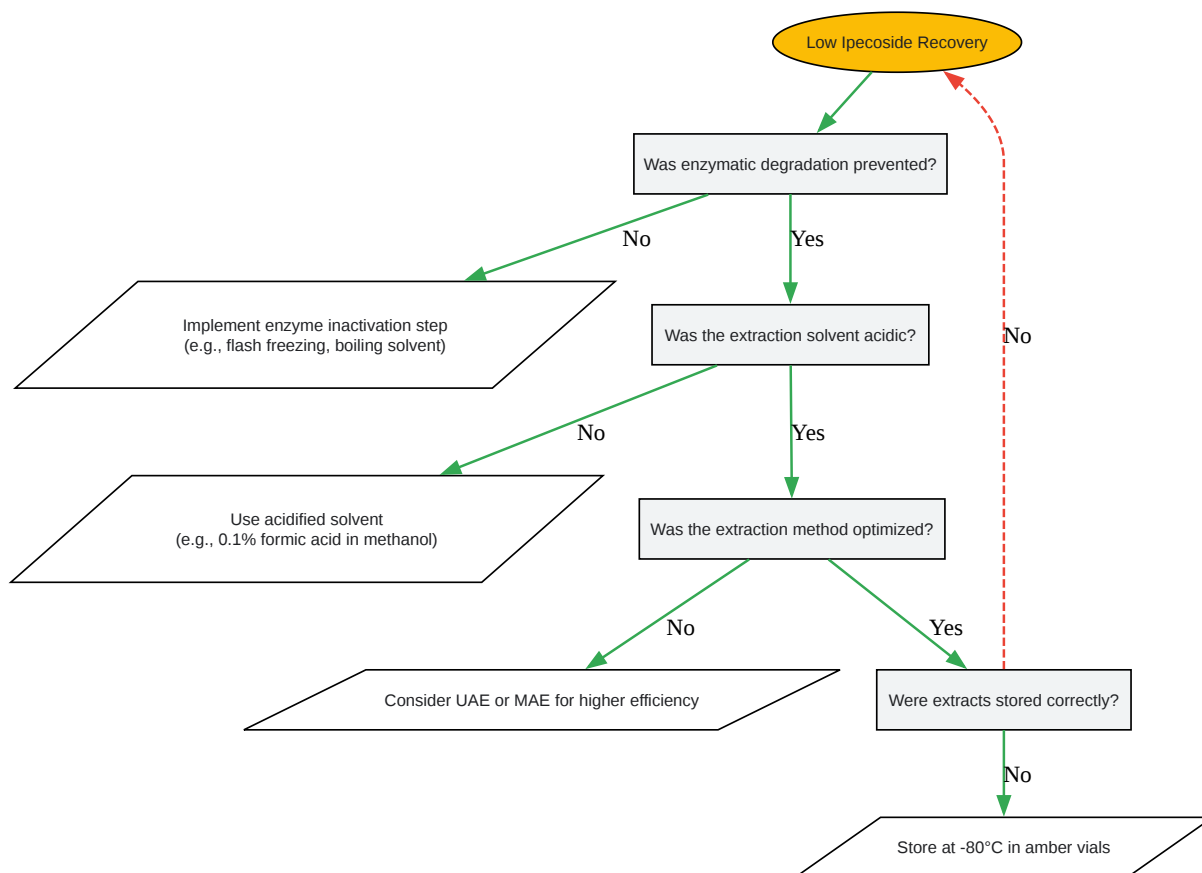 Low Ipecoside Recovery
Was enzymatic degradation prevented?
No
Yes
Implement enzyme inactivation step
(e.g., flash freezing, boiling solvent)
Was the extraction solvent acidic?
No
No
Yes
Use acidified solvent
(e.g., 0.1% formic acid in methanol)
Was the extraction method optimized?
No
Yes
Consider UAE or MAE for higher efficiency
Were extracts stored correctly?
No
Store at -80°C in amber vials